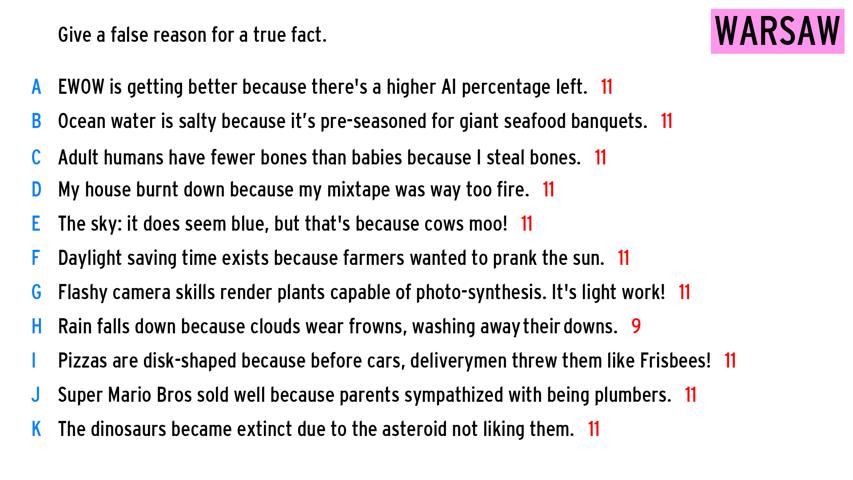 Give a false reason for a true fact.
WARSAW
A EWOW is getting better because there's a higher AI percentage left. 11
B Ocean water is salty because it’s pre-seasoned for giant seafood banquets. 11
C Adult humans have fewer bones than babies because I steal bones. 11
D My house burnt down because my mixtape was way too fire. 11
E The sky: it does seem blue, but that's because cows moo! 11
F Daylight saving time exists because farmers wanted to prank the sun. 11
G Flashy camera skills render plants capable of photo-synthesis. It's light work! 11
H Rain falls down because clouds wear frowns, washing away their downs. 9
I Pizzas are disk-shaped because before cars, deliverymen threw them like Frisbees! 11
J Super Mario Bros sold well because parents sympathized with being plumbers. 11
K The dinosaurs became extinct due to the asteroid not liking them. 11